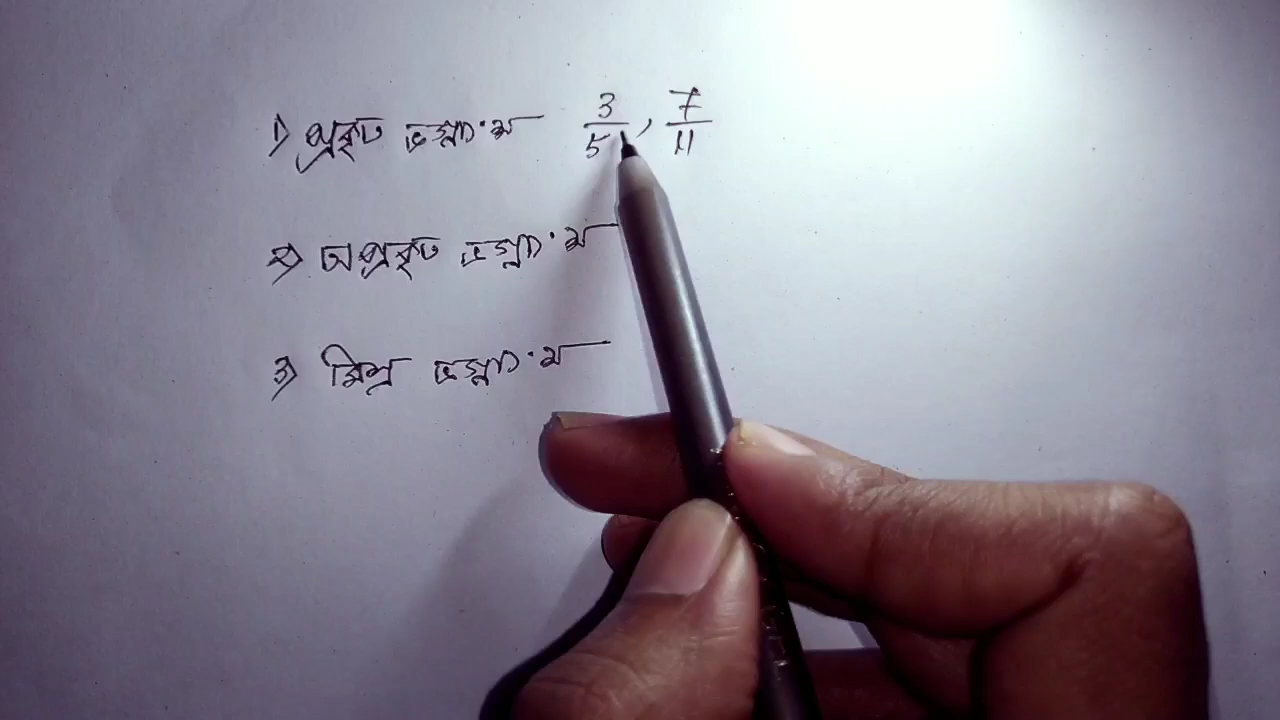 ১) প্রকৃত ভগ্নাংশ 3/5, 7/11
২) অপ্রকৃত ভগ্নাংশ
৩) মিশ্র ভগ্নাংশ